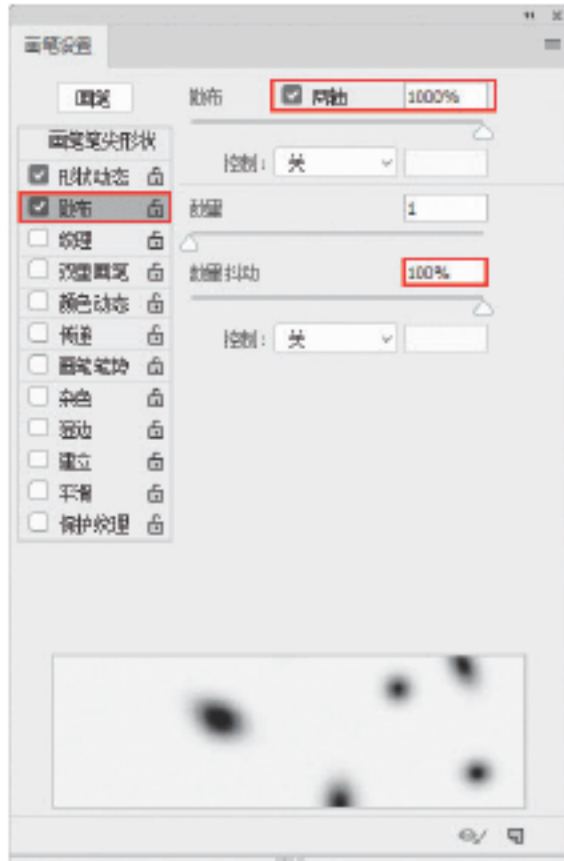 画笔设置
画笔
散布 两轴 1000%
画笔笔尖形状
控制： 关
形状动态
散布
数量 1
纹理
双重画笔
数量抖动 100%
颜色动态
传递
控制： 关
画笔笔势
杂色
湿边
建立
平滑
保护纹理